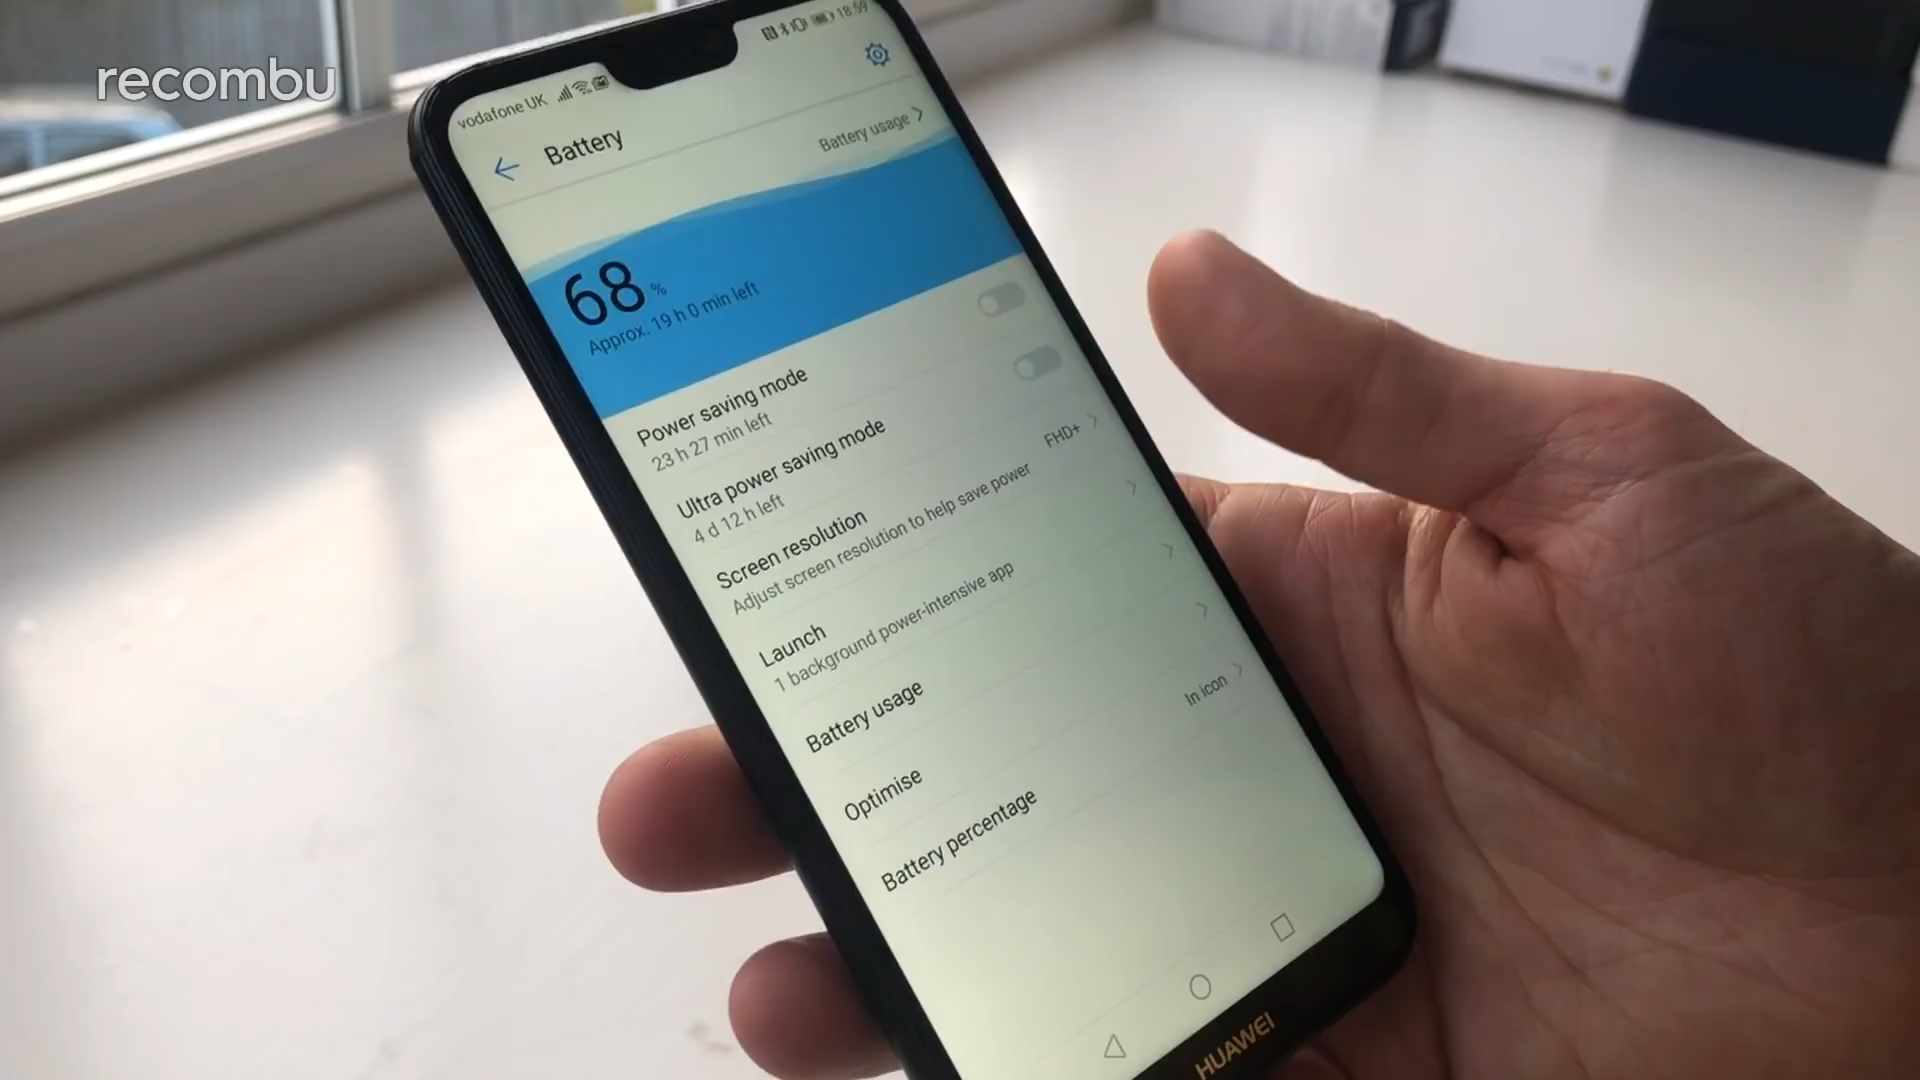 recombu
vodafone UK
18:59
Battery
Battery usage
68 %
Approx. 19 h 0 min left
Power saving mode
23 h 27 min left
Ultra power saving mode
4 d 12 h left
Screen resolution
FHD+
Adjust screen resolution to help save power
Launch
1 background power-intensive app
Battery usage
Optimise
Battery percentage
In icon
HUAWEI